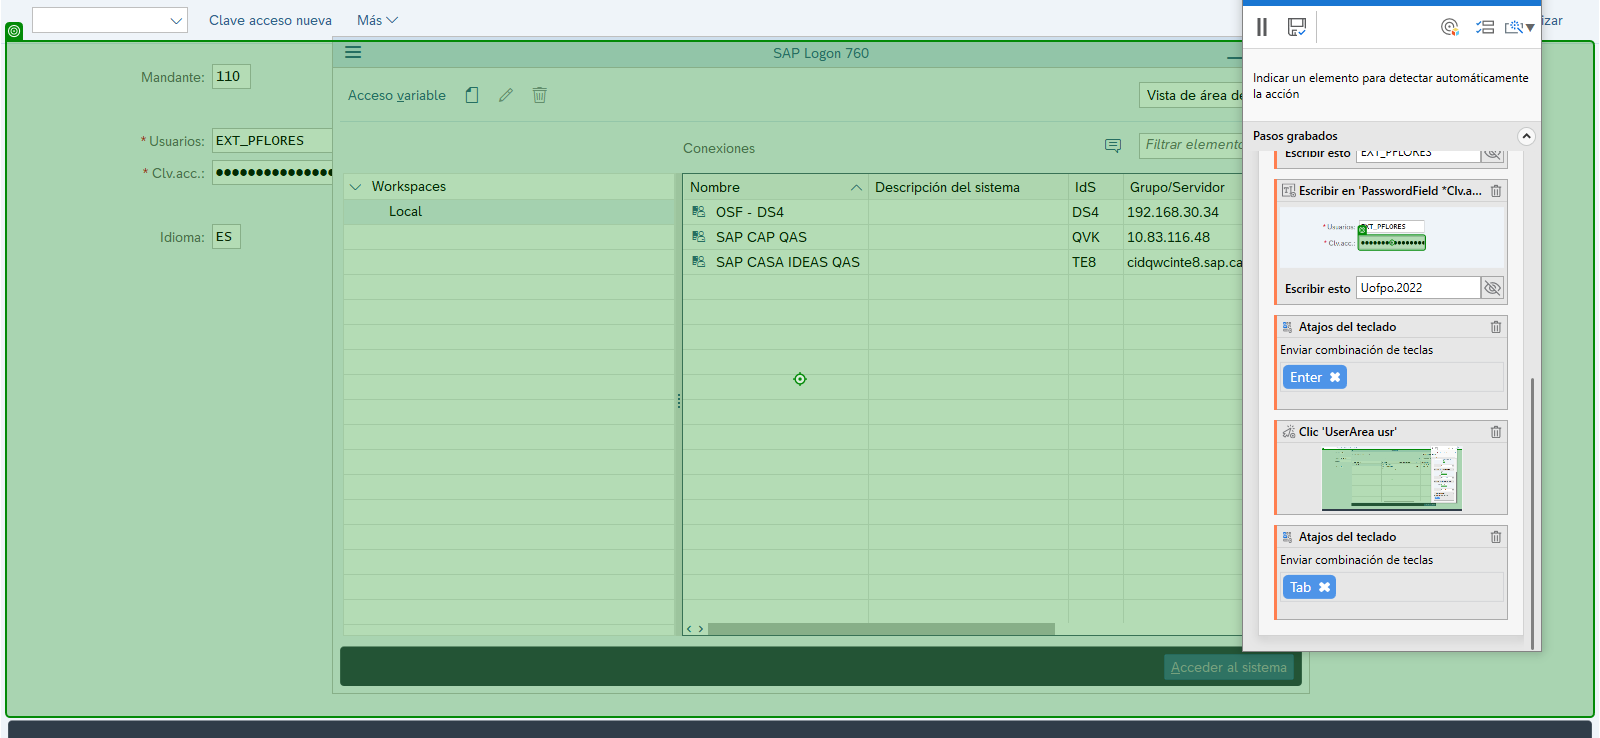 Clave acceso nueva
Más
izar
SAP Logon 760
Mandante: 110
* Usuarios: EXT_PFLORES
* Clv.acc.: ●●●●●●●●●●●●●●●
Idioma: ES
Acceso variable
Vista de área de
Conexiones
Filtrar elemento
Workspaces
Local
Nombre Descripción del sistema IdS Grupo/Servidor
OSF - DS4 DS4 192.168.30.34
SAP CAP QAS QVK 10.83.116.48
SAP CASA IDEAS QAS TE8 cidqwcinte8.sap.ca
Acceder al sistema
Indicar un elemento para detectar automáticamente
la acción
Pasos grabados
Escribir esto EXT_PFLORES
Escribir en 'PasswordField *Clv.a...
* Usuarios: EXT_PFLORES
* Clv.acc.: ●●●●●●●●●●●●●●●
Escribir esto Uofpo.2022
Atajos del teclado
Enviar combinación de teclas
Enter
Clic 'UserArea usr'
Atajos del teclado
Enviar combinación de teclas
Tab